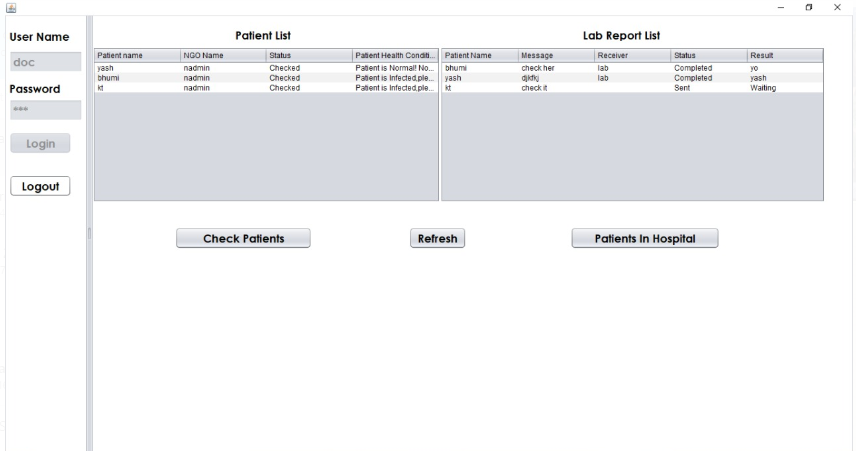 User Name
doc
Password
***
Login
Logout
Patient List
Patient name NGO Name Status Patient Health Conditi...
yash nadmin Checked Patient is Normal! No...
bhumi nadmin Checked Patient is Infected,ple...
kt nadmin Checked Patient is Infected,ple...
Lab Report List
Patient Name Message Receiver Status Result
bhumi check her lab Completed yo
yash djkfkj lab Completed yash
kt check it Sent Waiting
Check Patients Refresh Patients In Hospital